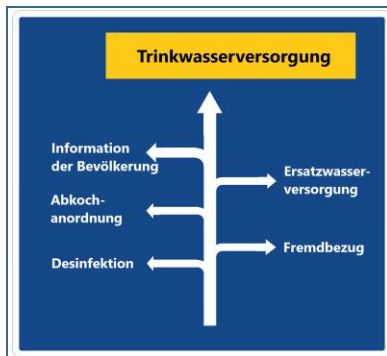 Trinkwasserversorgung
Information
der Bevölkerung
Ersatzwasser-
versorgung
Abkoch-
anordnung
Fremdbezug
Desinfektion